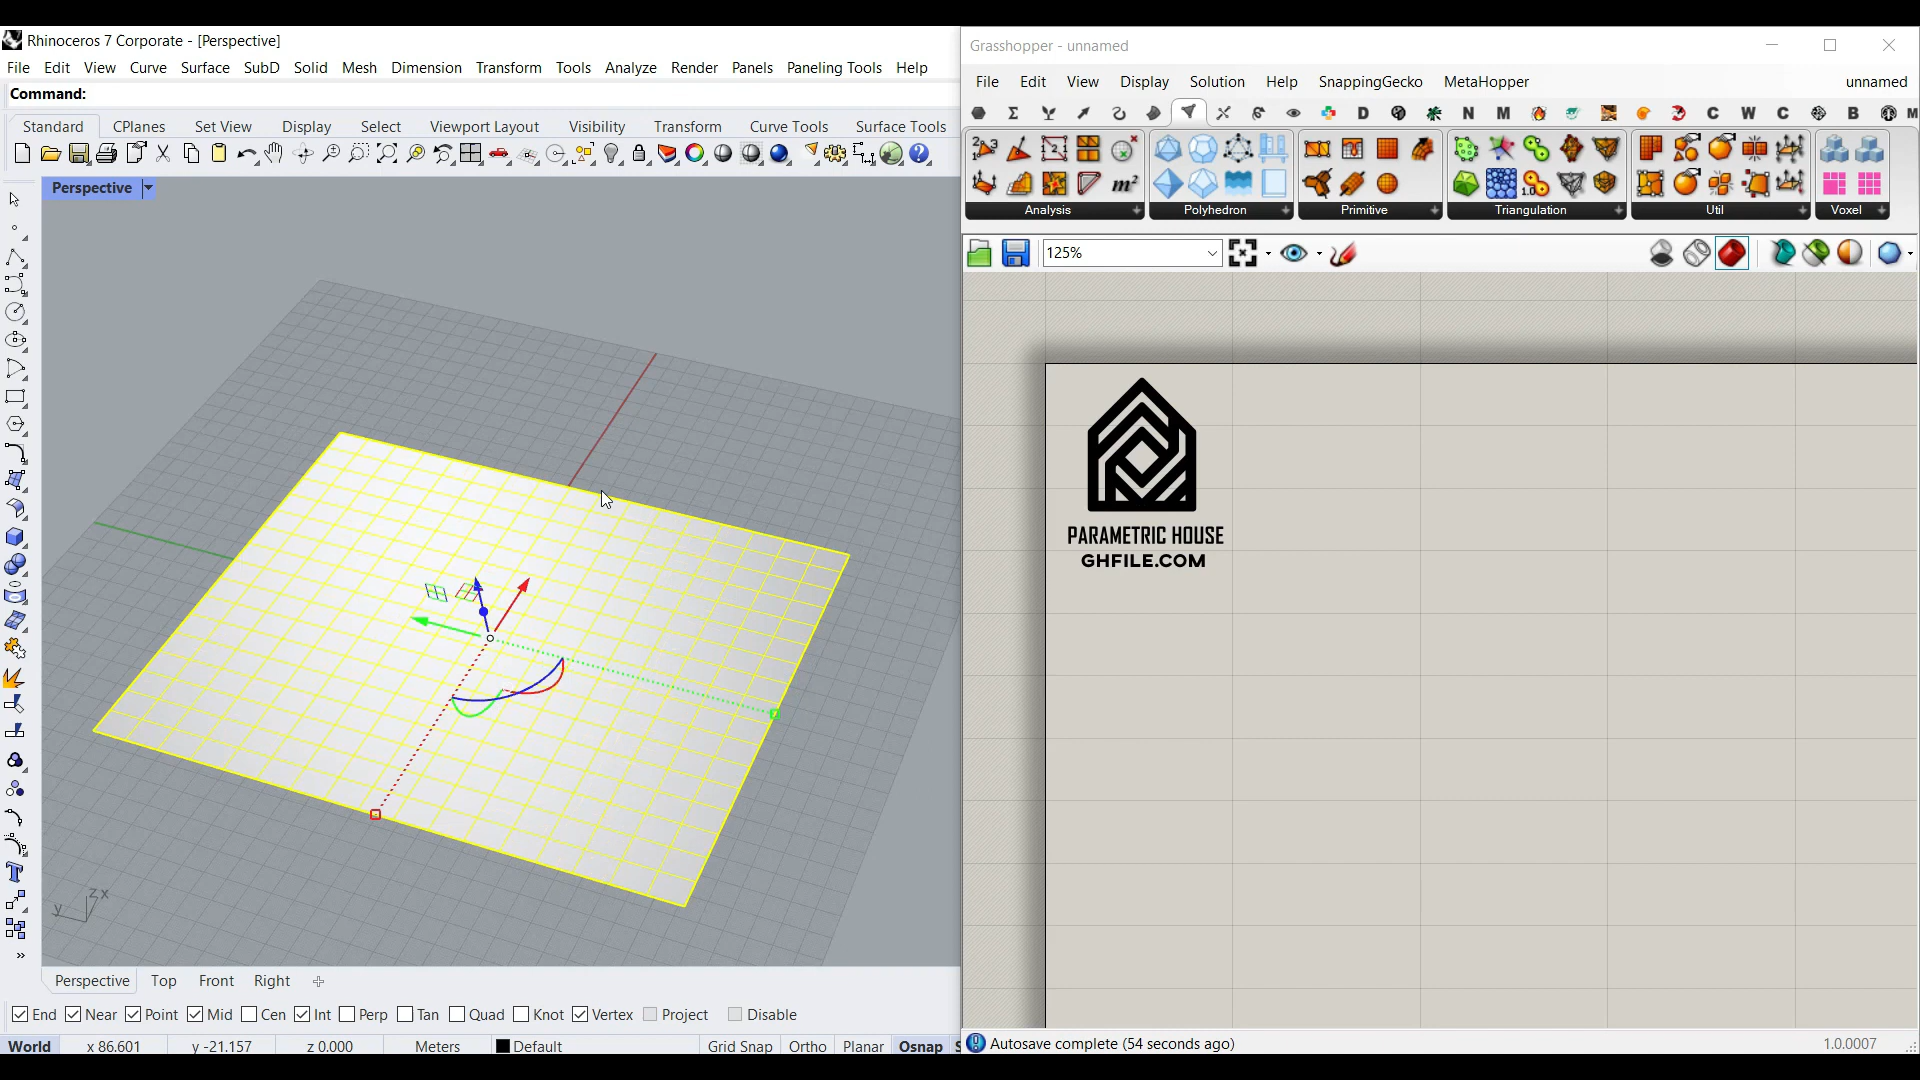 Rhinoceros 7 Corporate - [Perspective]
File Edit View Curve Surface SubD Solid Mesh Dimension Transform Tools Analyze Render Panels Paneling Tools Help
Command:
Standard CPlanes Set View Display Select Viewport Layout Visibility Transform Curve Tools Surface Tools
Perspective
z x
y
Perspective Top Front Right
End Near Point Mid Cen Int Perp Tan Quad Knot Vertex Project Disable
World x 86.601 y -21.157 z 0.000 Meters Default Grid Snap Ortho Planar Osnap S
Grasshopper - unnamed
File Edit View Display Solution Help SnappingGecko MetaHopper unnamed
D N M C W C B M
Analysis Polyhedron Primitive Triangulation Util Voxel
125%
PARAMETRIC HOUSE
GHFILE.COM
Autosave complete (54 seconds ago) 1.0.0007